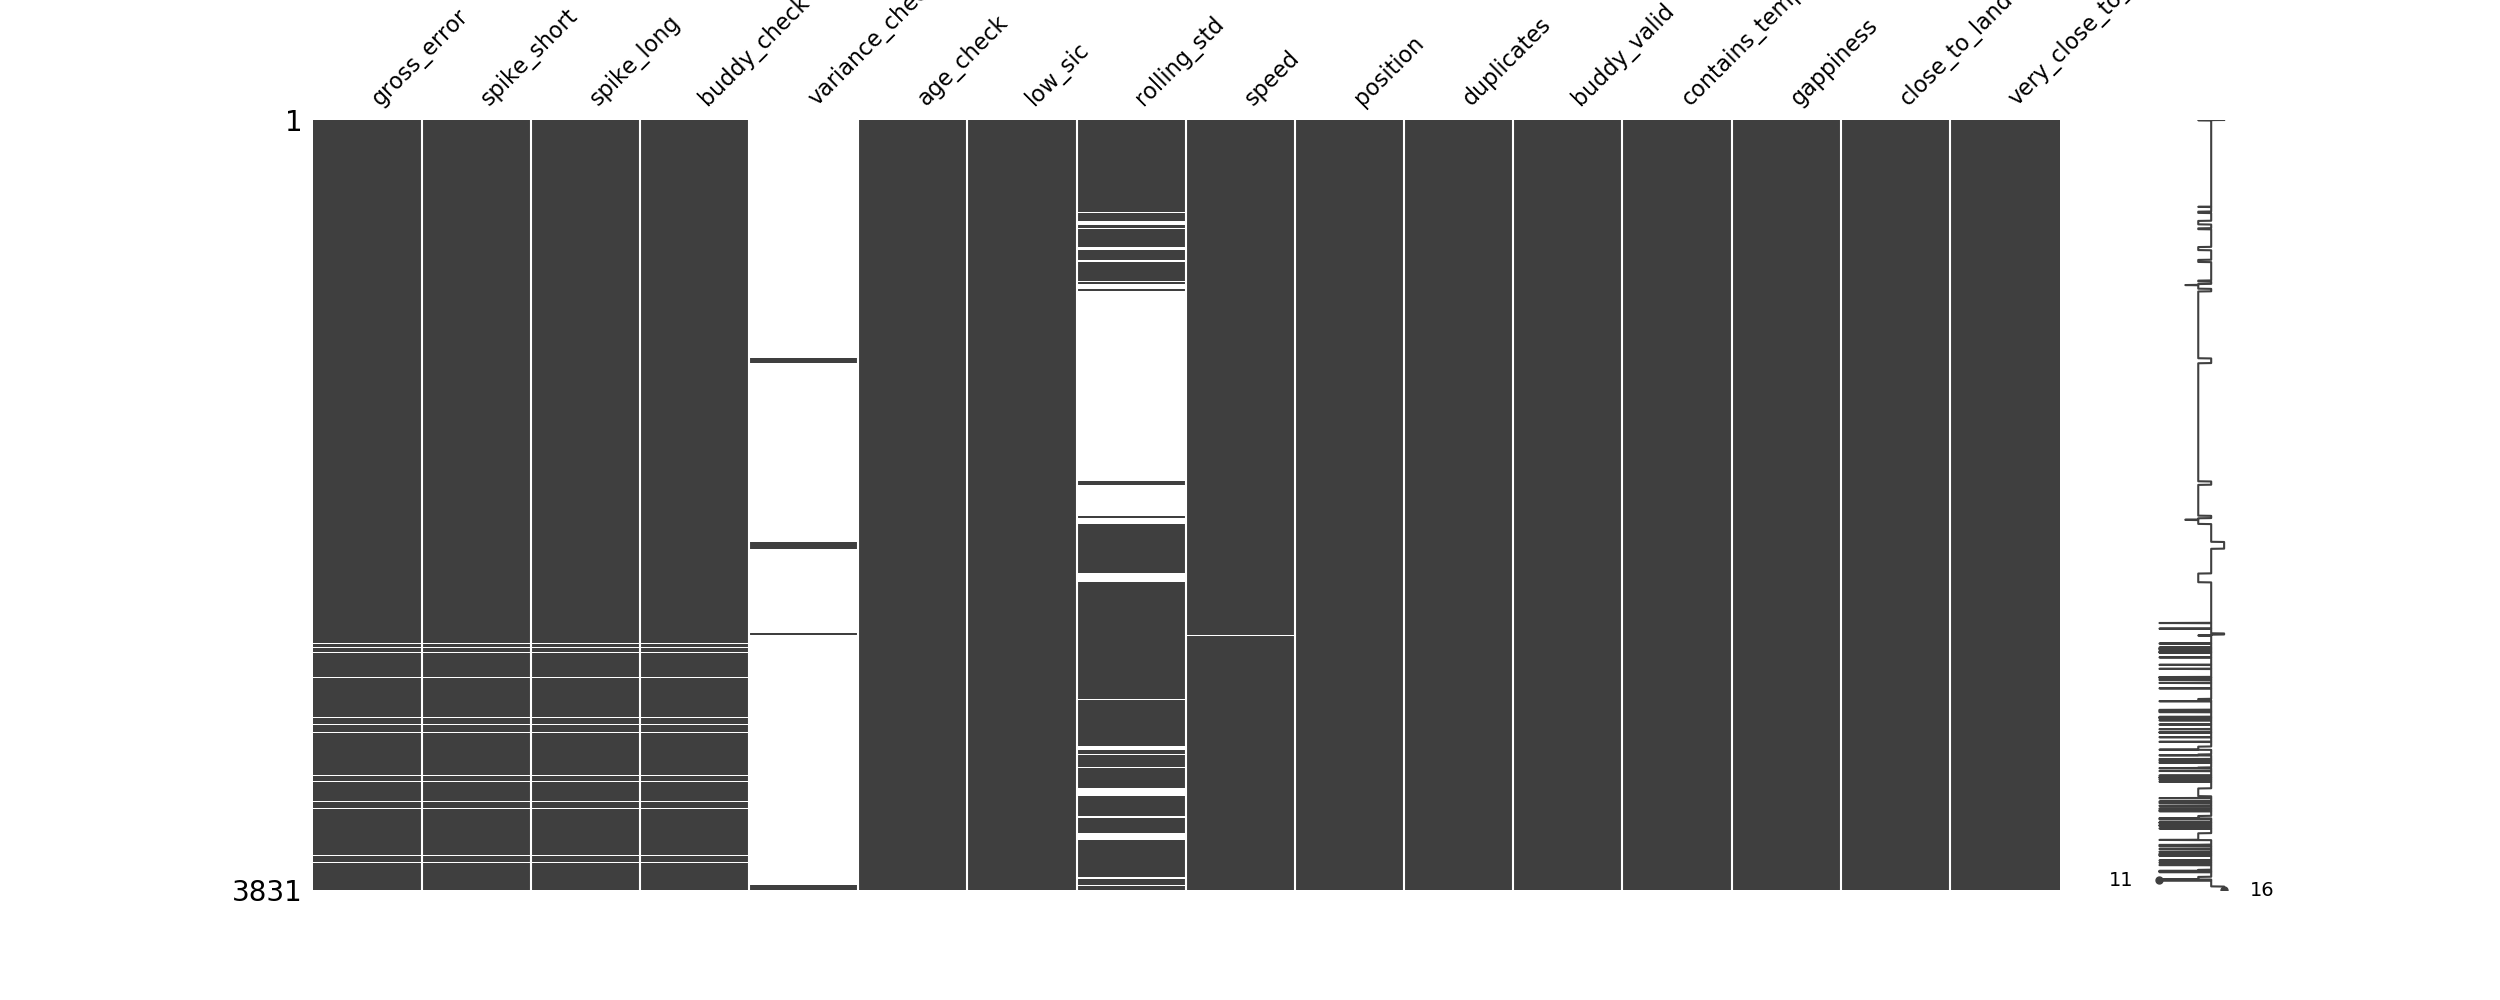 gross_error
spike_short
spike_long
buddy_check
age_check
low_sic
rolling_std
speed
position
duplicates
buddy_valid
gappiness
close_to_land
1
3831
11
16